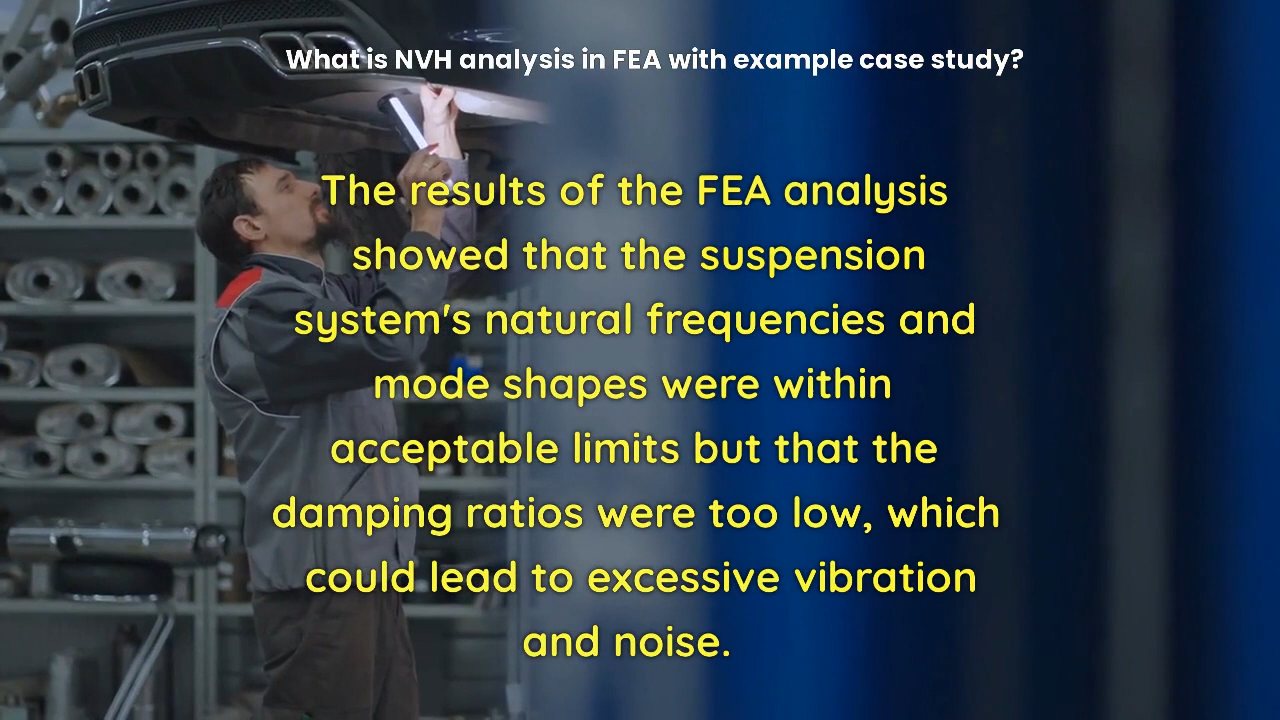 What is NVH analysis in FEA with example case study?
The results of the FEA analysis
showed that the suspension
system's natural frequencies and
mode shapes were within
acceptable limits but that the
damping ratios were too low, which
could lead to excessive vibration
and noise.